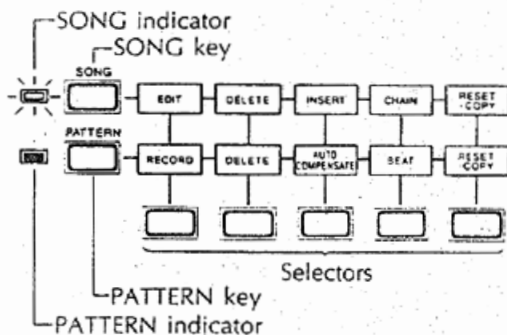 SONG indicator
SONG key
SONG
EDIT DELETE INSERT CHAIN RESET ·COPY
PATTERN
RECORD DELETE AUTO COMPENSATE BEAT RESET ·COPY
Selectors
PATTERN key
PATTERN indicator